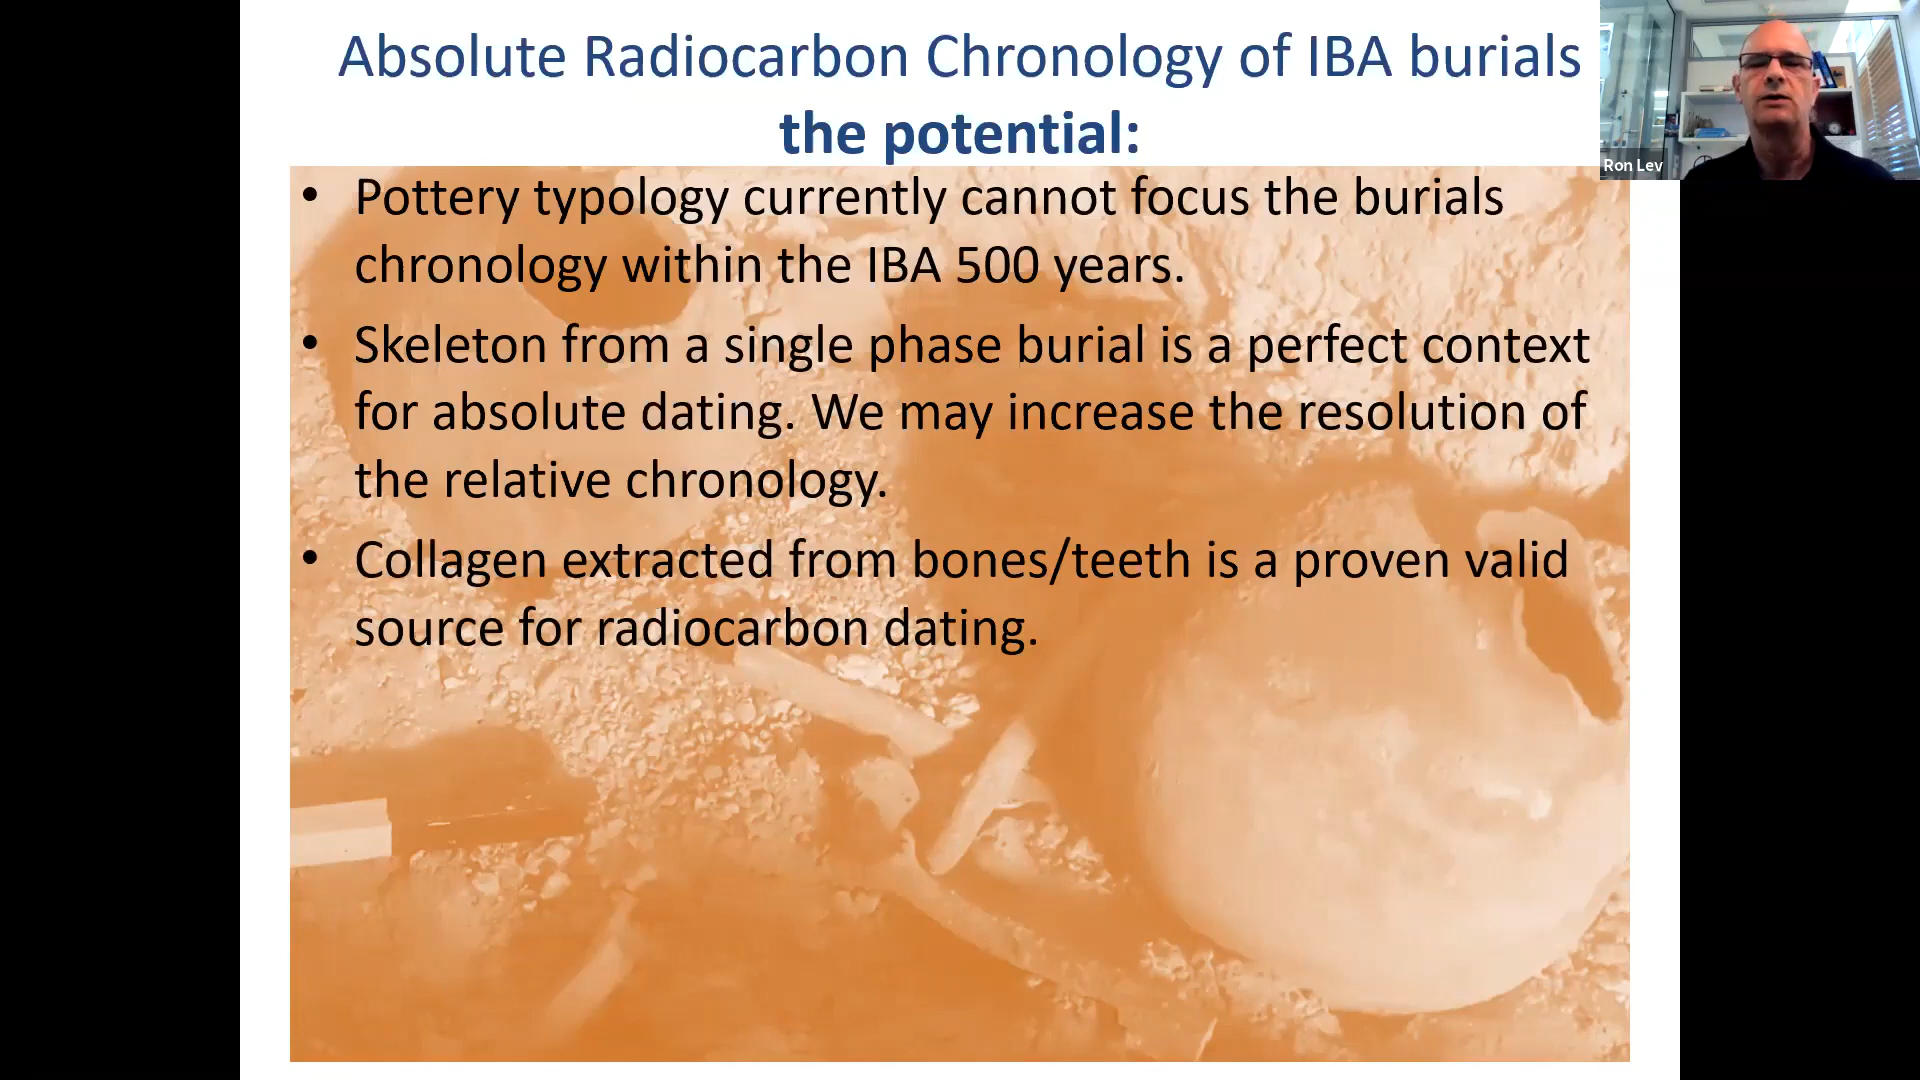 Absolute Radiocarbon Chronology of IBA burials
the potential:
Ron Lev
• Pottery typology currently cannot focus the burials
chronology within the IBA 500 years.
• Skeleton from a single phase burial is a perfect context
for absolute dating. We may increase the resolution of
the relative chronology.
• Collagen extracted from bones/teeth is a proven valid
source for radiocarbon dating.